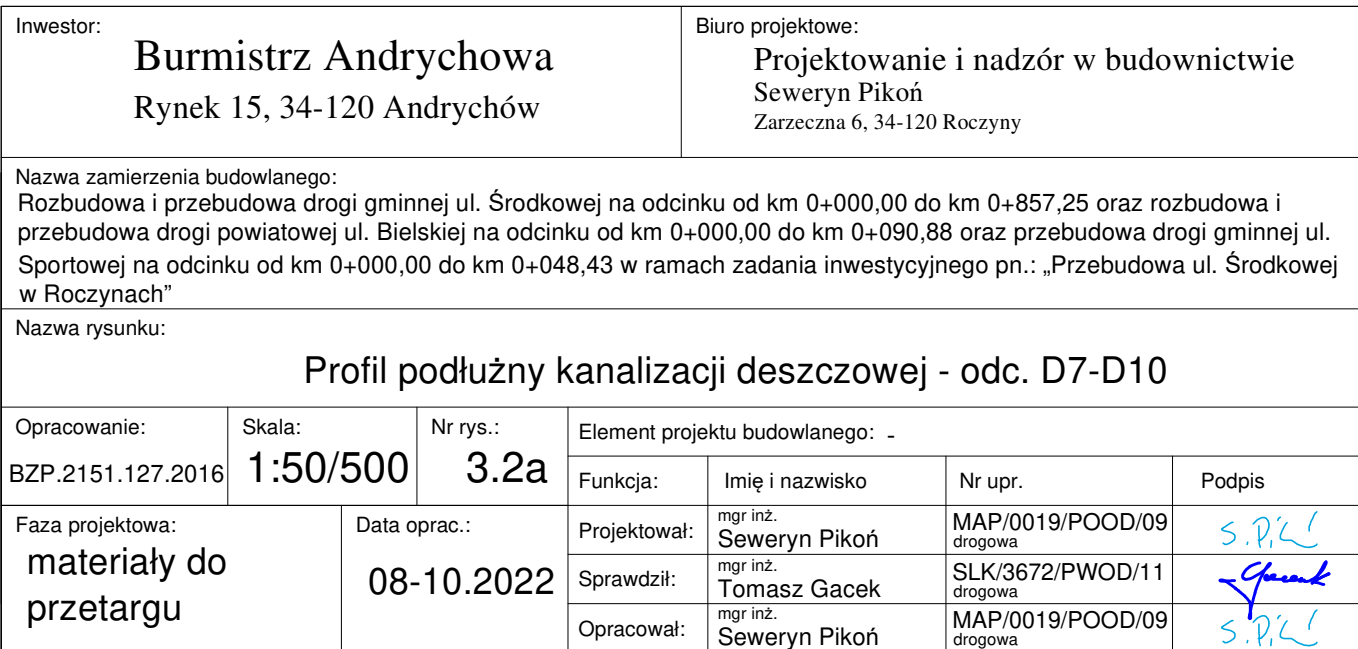 Inwestor:
Burmistrz Andrychowa
Rynek 15, 34-120 Andrychów
Biuro projektowe:
Projektowanie i nadzór w budownictwie
Seweryn Pikoń
Zarzeczna 6, 34-120 Roczyny
Nazwa zamierzenia budowlanego:
Rozbudowa i przebudowa drogi gminnej ul. Środkowej na odcinku od km 0+000,00 do km 0+857,25 oraz rozbudowa i
przebudowa drogi powiatowej ul. Bielskiej na odcinku od km 0+000,00 do km 0+090,88 oraz przebudowa drogi gminnej ul.
Sportowej na odcinku od km 0+000,00 do km 0+048,43 w ramach zadania inwestycyjnego pn.: „Przebudowa ul. Środkowej
w Roczynach”
Nazwa rysunku:
Profil podłużny kanalizacji deszczowej - odc. D7-D10
Opracowanie:
BZP.2151.127.2016
Skala:
1:50/500
Nr rys.:
3.2a
Element projektu budowlanego: -
Funkcja: Imię i nazwisko Nr upr. Podpis
Faza projektowa:
materiały do
przetargu
Data oprac.:
08-10.2022
Projektował:
mgr inż.
Seweryn Pikoń
MAP/0019/POOD/09
drogowa
Sprawdził:
mgr inż.
Tomasz Gacek
SLK/3672/PWOD/11
drogowa
Opracował:
mgr inż.
Seweryn Pikoń
MAP/0019/POOD/09
drogowa